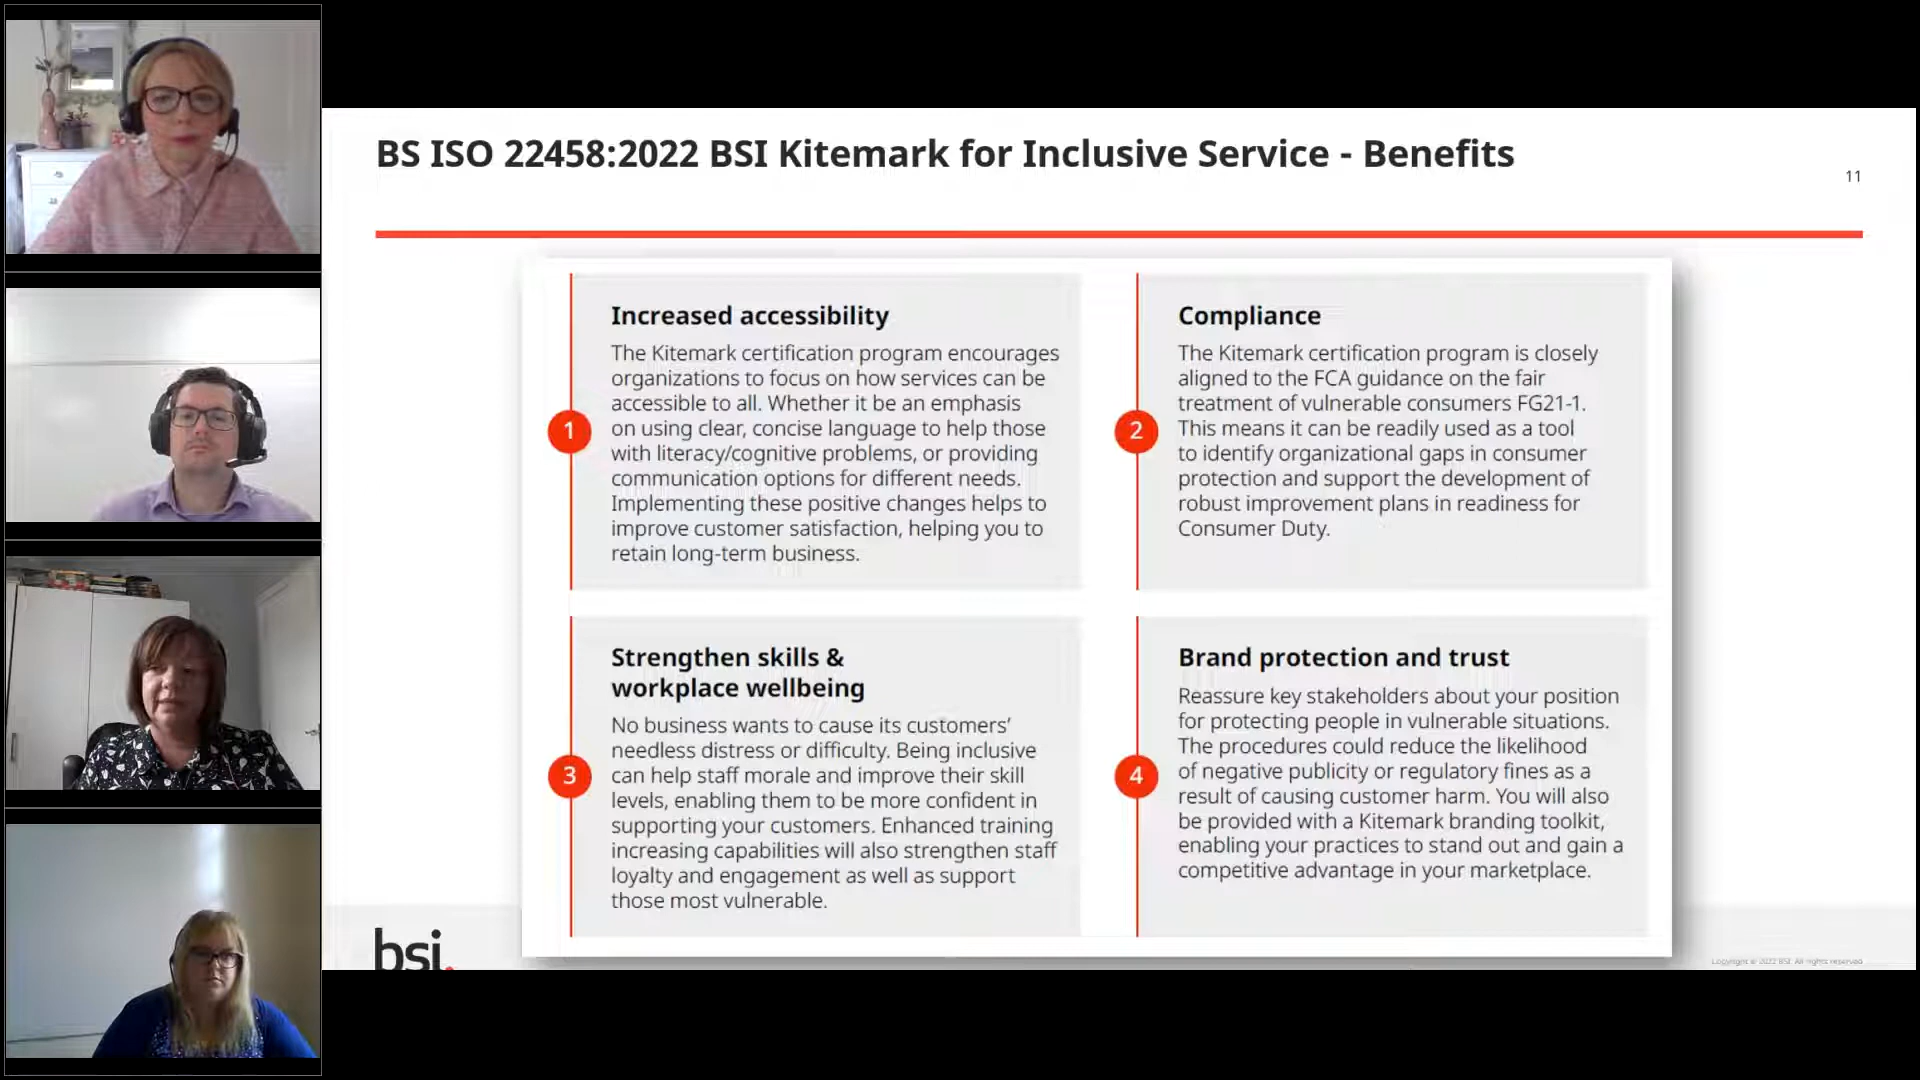 BS ISO 22458:2022 BSI Kitemark for Inclusive Service - Benefits
11
Increased accessibility
The Kitemark certification program encourages
organizations to focus on how services can be
accessible to all. Whether it be an emphasis
on using clear, concise language to help those
with literacy/cognitive problems, or providing
communication options for different needs.
Implementing these positive changes helps to
improve customer satisfaction, helping you to
retain long-term business.
1
Compliance
The Kitemark certification program is closely
aligned to the FCA guidance on the fair
treatment of vulnerable consumers FG21-1.
This means it can be readily used as a tool
to identify organizational gaps in consumer
protection and support the development of
robust improvement plans in readiness for
Consumer Duty.
2
Strengthen skills &
workplace wellbeing
No business wants to cause its customers’
needless distress or difficulty. Being inclusive
can help staff morale and improve their skill
levels, enabling them to be more confident in
supporting your customers. Enhanced training
increasing capabilities will also strengthen staff
loyalty and engagement as well as support
those most vulnerable.
3
Brand protection and trust
Reassure key stakeholders about your position
for protecting people in vulnerable situations.
The procedures could reduce the likelihood
of negative publicity or regulatory fines as a
result of causing customer harm. You will also
be provided with a Kitemark branding toolkit,
enabling your practices to stand out and gain a
competitive advantage in your marketplace.
4
bsi.
Copyright © 2022 BSI. All rights reserved